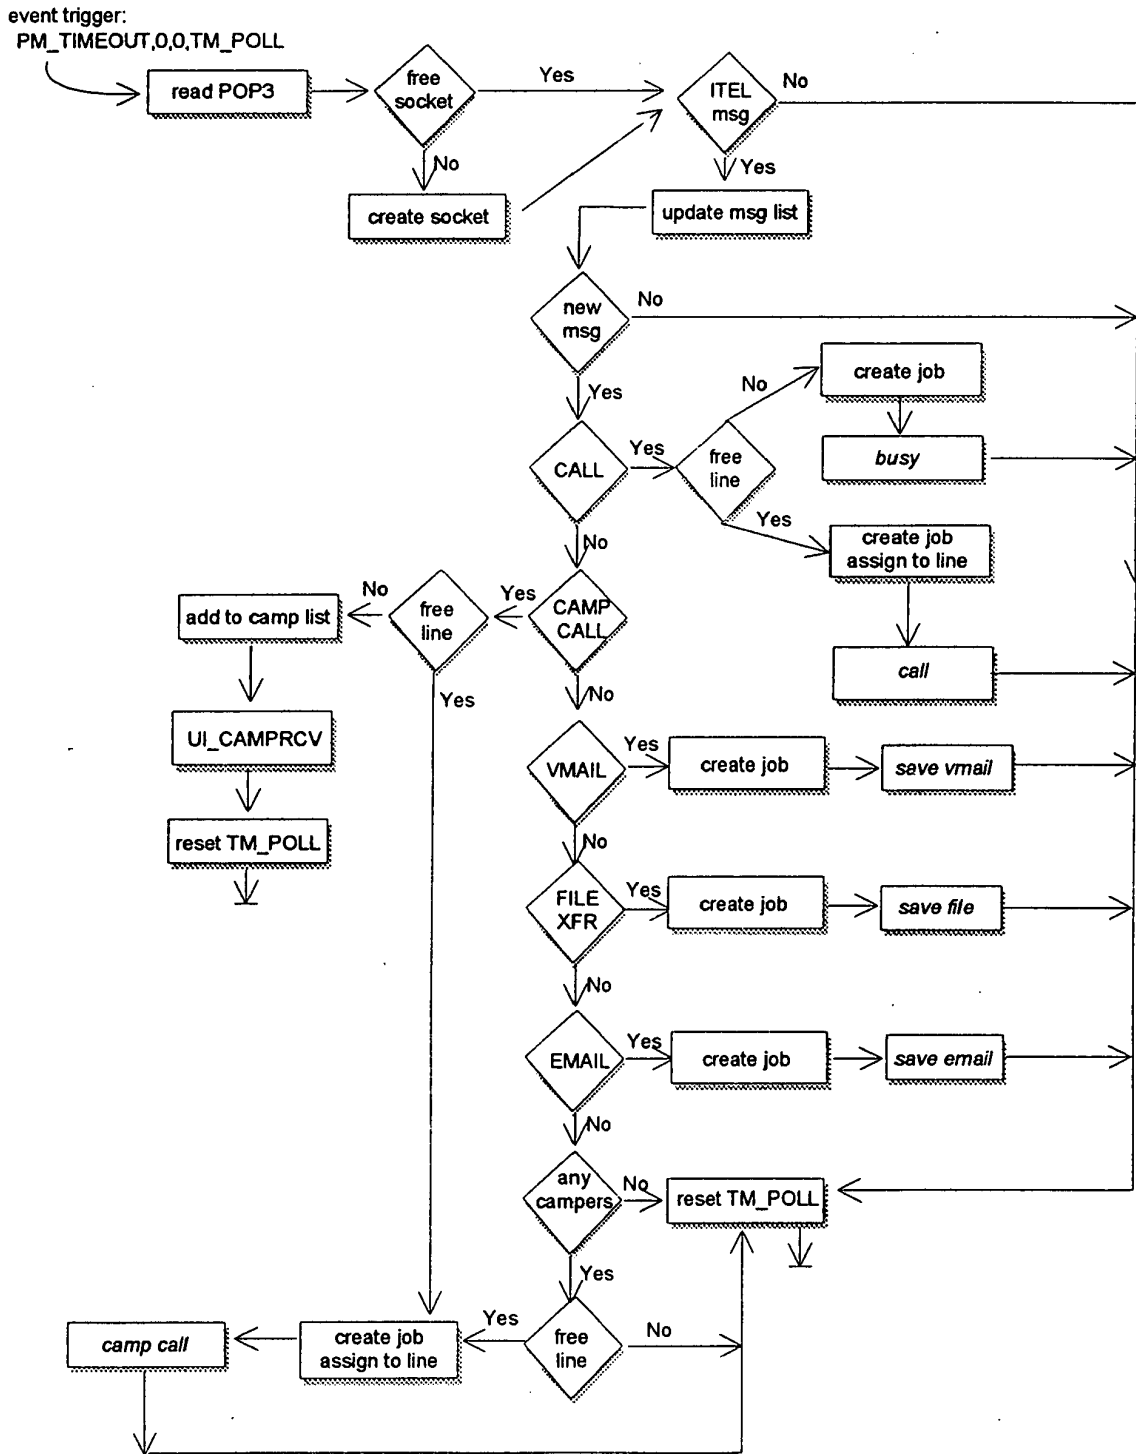 event trigger:
PM_TIMEOUT,0,0,TM_POLL
read POP3
free
socket
Yes
No
create socket
ITEL
msg
No
Yes
update msg list
new
msg
No
Yes
CALL
Yes
free
line
No
create job
busy
Yes
create job
assign to line
call
No
CAMP
CALL
Yes
free
line
No
add to camp list
UI_CAMPRCV
reset TM_POLL
Yes
No
VMAIL
Yes
create job
save vmail
No
FILE
XFR
Yes
create job
save file
No
EMAIL
Yes
create job
save email
No
any
campers
No
reset TM_POLL
Yes
free
line
Yes
No
create job
assign to line
camp call